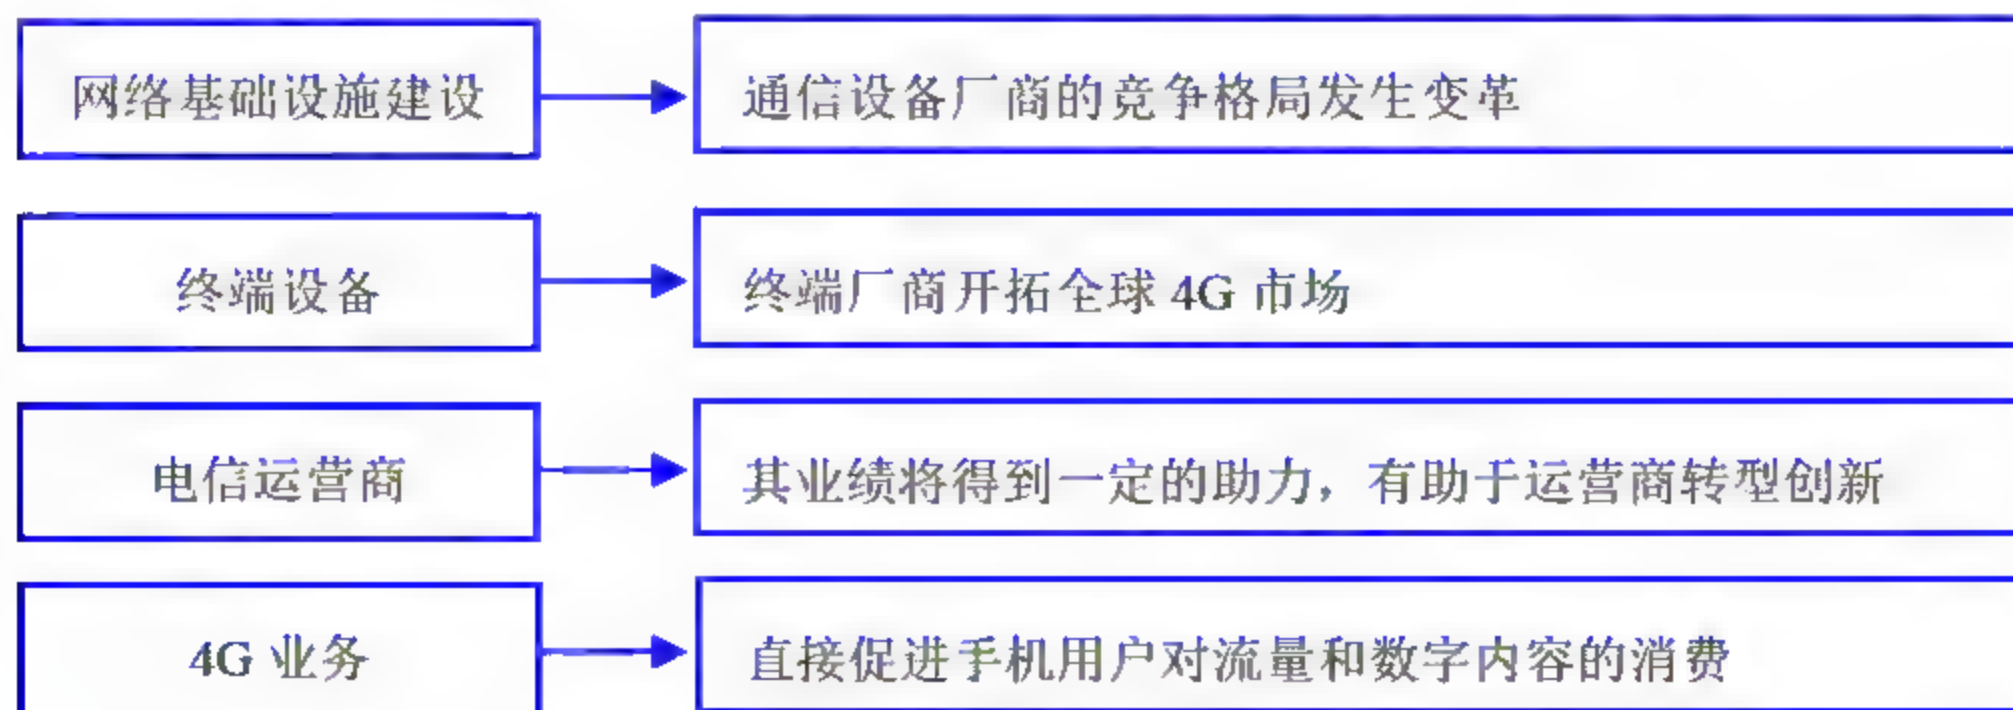 网络基础设施建设
通信设备厂商的竞争格局发生变革
终端设备
终端厂商开拓全球 4G 市场
电信运营商
其业绩将得到一定的助力，有助于运营商转型创新
4G 业务
直接促进手机用户对流量和数字内容的消费